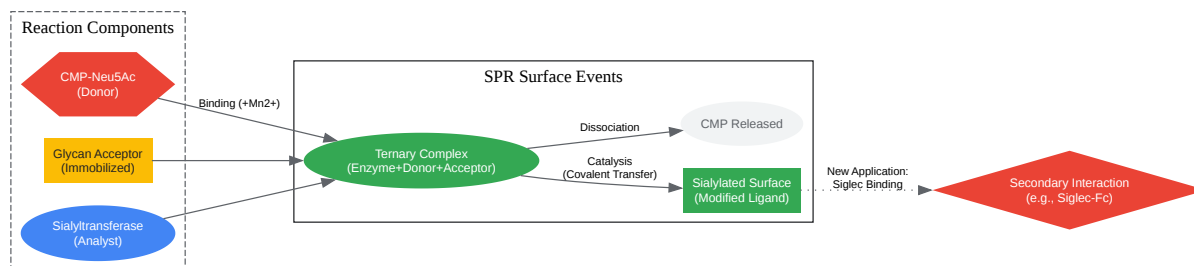 Reaction Components
CMP-Neu5Ac
(Donor)
Glycan Acceptor
(Immobilized)
Sialyltransferase
(Analyst)
Binding (+Mn2+)
SPR Surface Events
Ternary Complex
(Enzyme+Donor+Acceptor)
Dissociation
CMP Released
Catalysis
(Covalent Transfer)
Sialylated Surface
(Modified Ligand)
New Application:
Siglec Binding
Secondary Interaction
(e.g., Siglec-Fc)